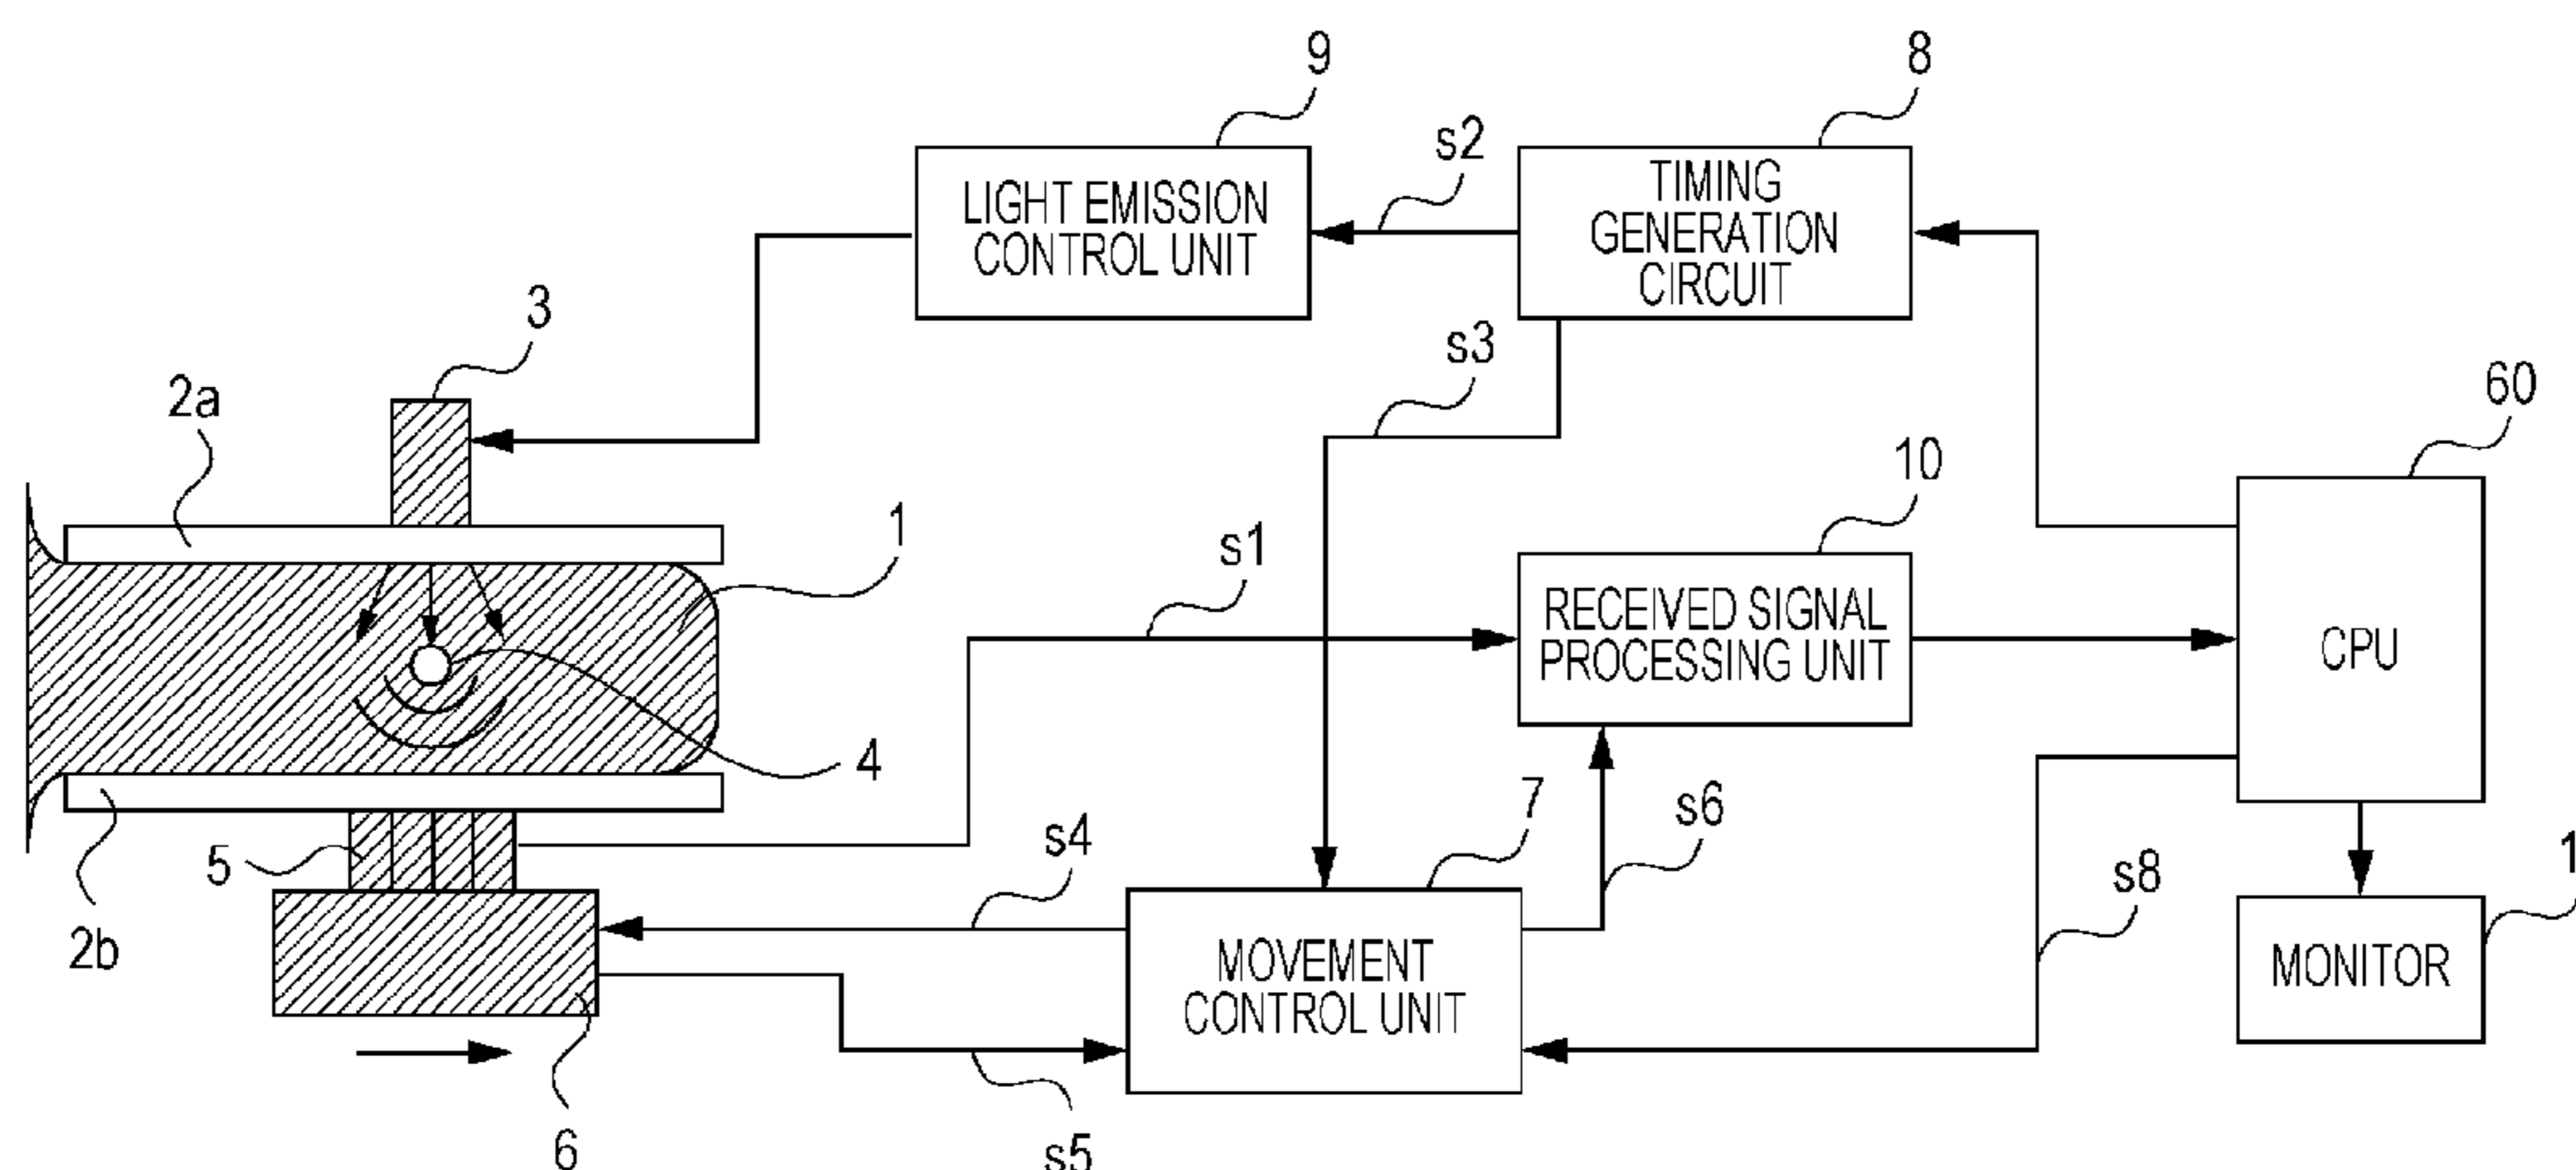 9
8
LIGHT EMISSION
CONTROL UNIT
s2
TIMING
GENERATION
CIRCUIT
3
s3
2a
60
10
1
s1
RECEIVED SIGNAL
PROCESSING UNIT
CPU
4
5
s4
7
s6
s8
2b
MOVEMENT
CONTROL UNIT
MONITOR
6
s5